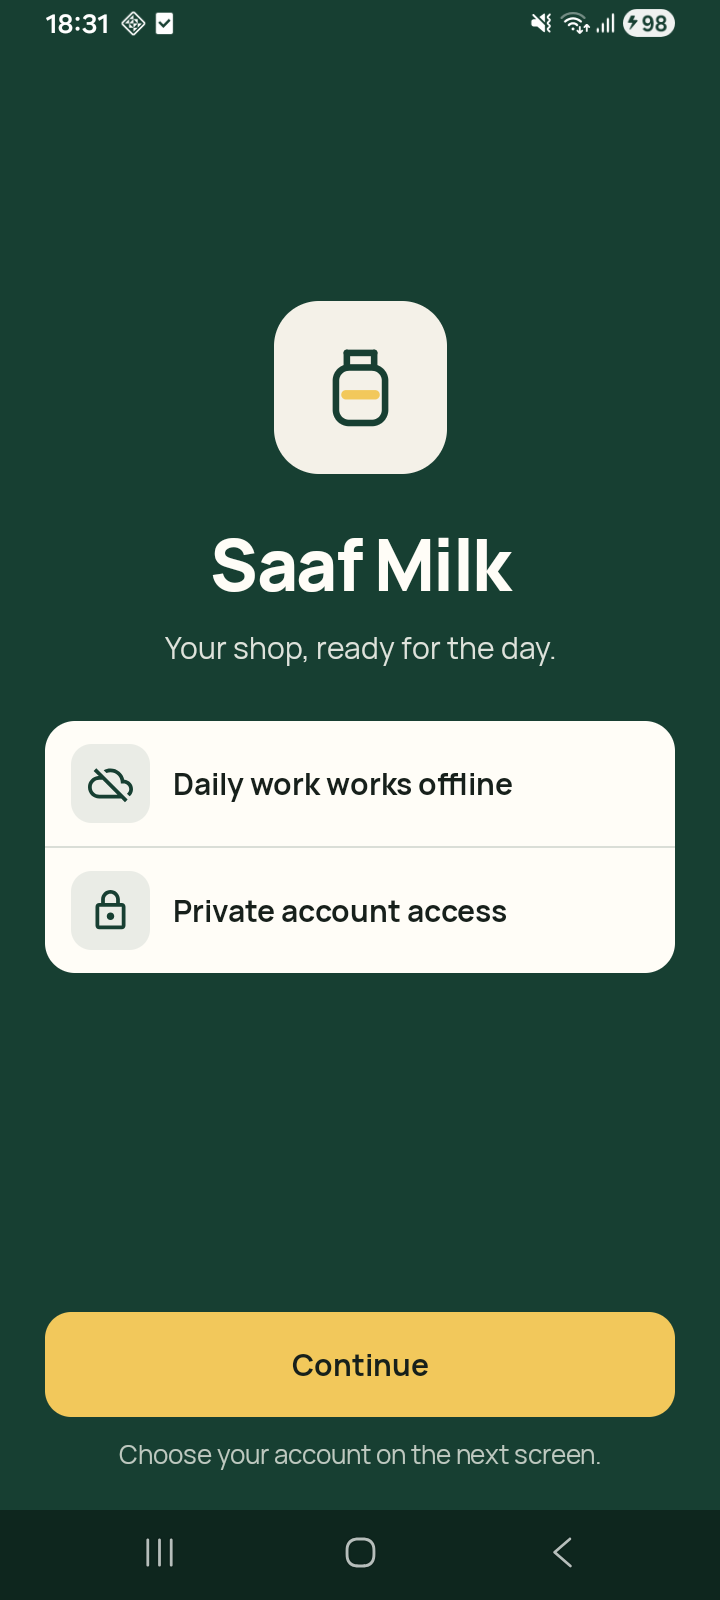 18:31
98
Saaf Milk
Your shop, ready for the day.
Daily work works offline
Private account access
Continue
Choose your account on the next screen.